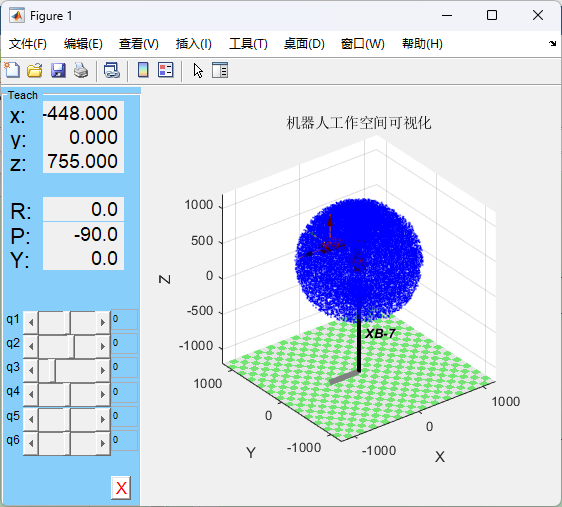 Figure 1
文件(F) 编辑(E) 查看(V) 插入(I) 工具(T) 桌面(D) 窗口(W) 帮助(H)
Teach
x: -448.000
y: 0.000
z: 755.000
R: 0.0
P: -90.0
Y: 0.0
q1 0
q2 0
q3 0
q4 0
q5 0
q6 0
X
机器人工作空间可视化
1000
500
0
-500
-1000
Z
XB-7
1000
0
-1000
Y
-1000
0
1000
X